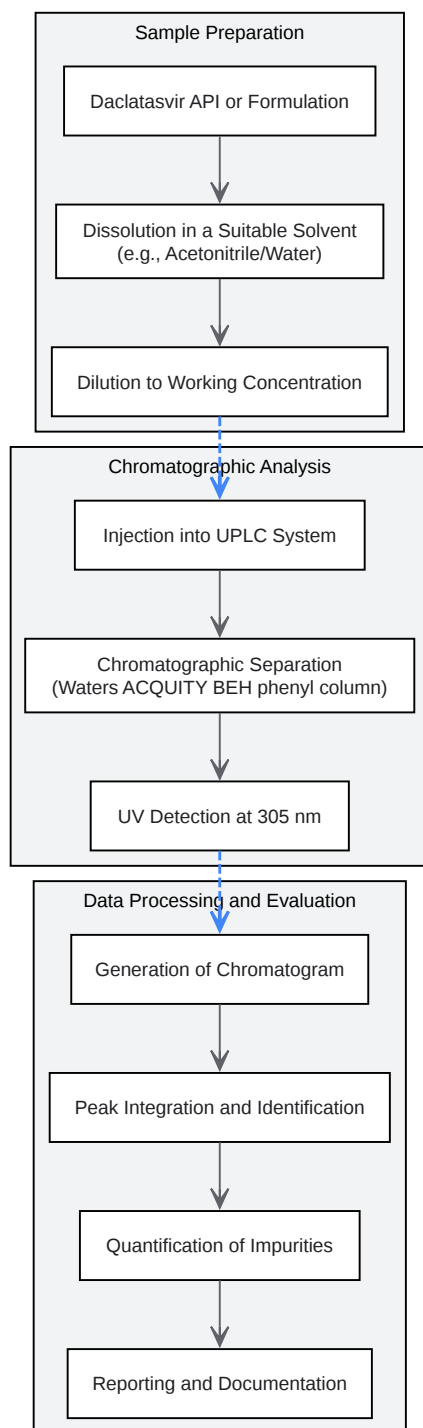 Sample Preparation
Daclatasvir API or Formulation
Dissolution in a Suitable Solvent
(e.g., Acetonitrile/Water)
Dilution to Working Concentration
Chromatographic Analysis
Injection into UPLC System
Chromatographic Separation
(Waters ACQUITY BEH phenyl column)
UV Detection at 305 nm
Data Processing and Evaluation
Generation of Chromatogram
Peak Integration and Identification
Quantification of Impurities
Reporting and Documentation